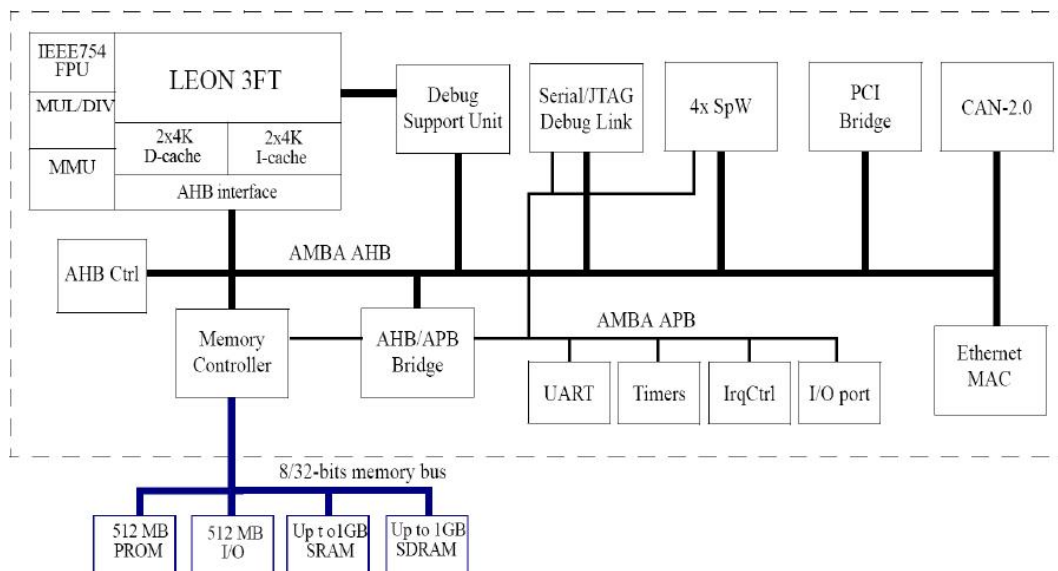 IEEE754
FPU
LEON 3FT
MUL/DIV
2x4K
D-cache
2x4K
I-cache
MMU
AHB interface
Debug
Support Unit
Serial/JTAG
Debug Link
4x SpW
PCI
Bridge
CAN-2.0
AHB Ctrl
AMBA AHB
Memory
Controller
AHB/APB
Bridge
AMBA APB
UART
Timers
IrqCtrl
I/O port
Ethernet
MAC
8/32-bits memory bus
512 MB
PROM
512 MB
I/O
Up to1GB
SRAM
Up to 1GB
SDRAM